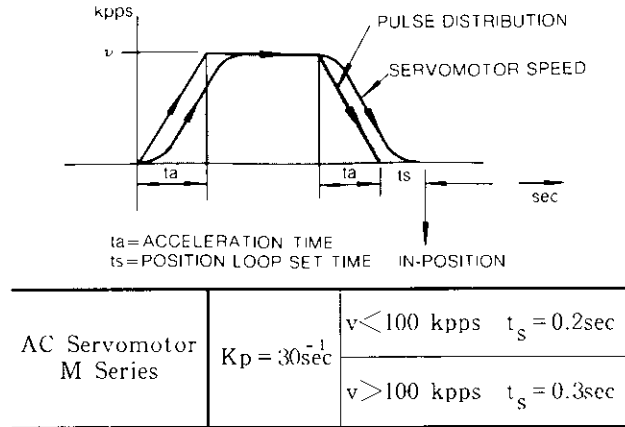 kpps
PULSE DISTRIBUTION
ν
SERVOMOTOR SPEED
ta
ta
ts
sec
ta=ACCELERATION TIME
ts=POSITION LOOP SET TIME IN-POSITION
AC Servomotor
M Series
Kp=30sec⁻¹
v<100 kpps tₛ=0.2sec
v>100 kpps tₛ=0.3sec